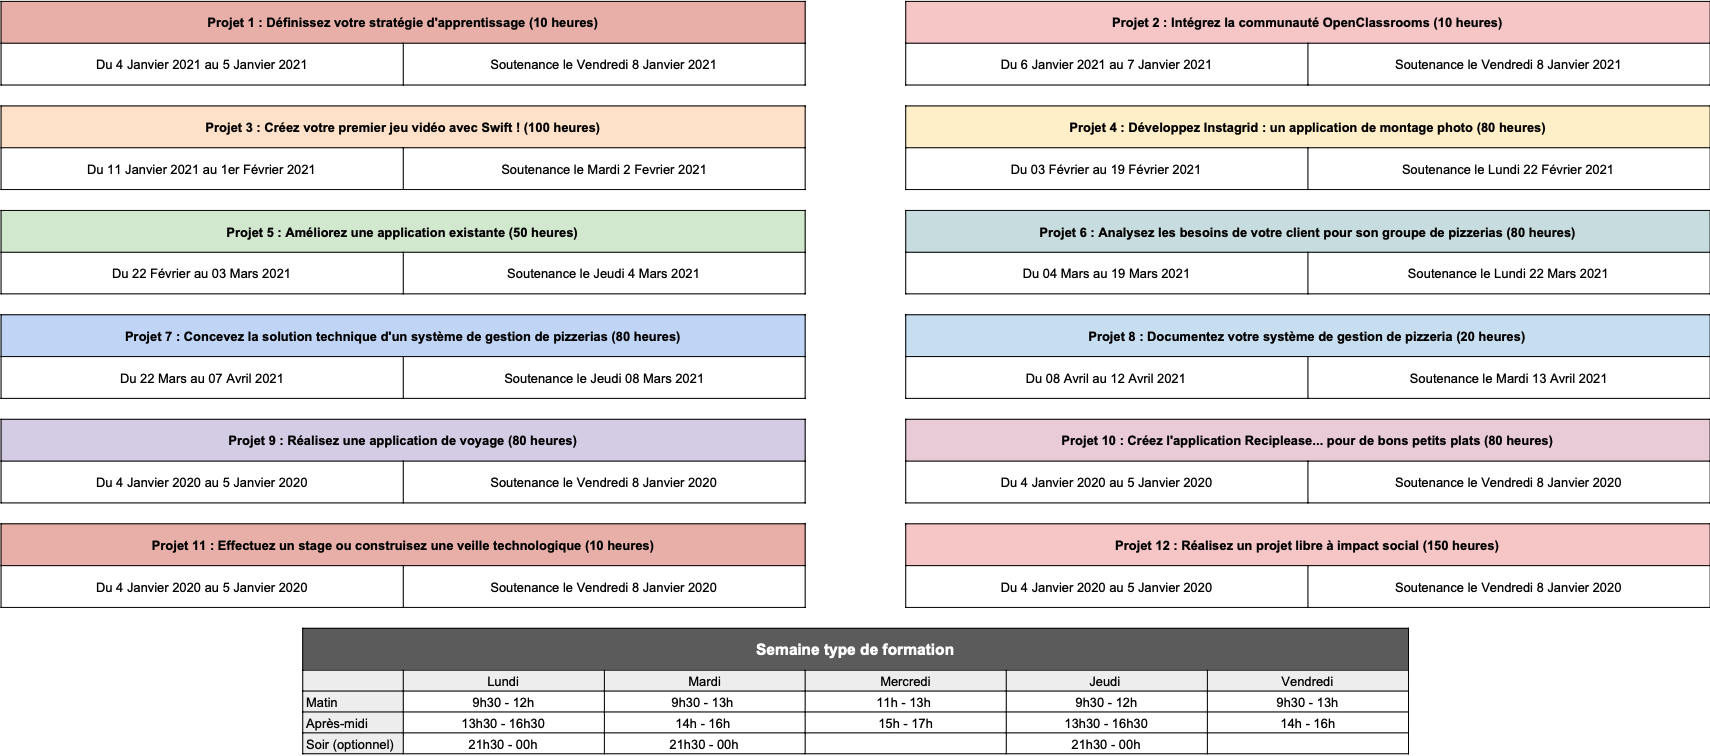 Projet 1 : Définissez votre stratégie d'apprentissage (10 heures)
Du 4 Janvier 2021 au 5 Janvier 2021
Soutenance le Vendredi 8 Janvier 2021
Projet 2 : Intégrez la communauté OpenClassrooms (10 heures)
Du 6 Janvier 2021 au 7 Janvier 2021
Soutenance le Vendredi 8 Janvier 2021
Projet 3 : Créez votre premier jeu vidéo avec Swift ! (100 heures)
Du 11 Janvier 2021 au 1er Février 2021
Soutenance le Mardi 2 Fevrier 2021
Projet 4 : Développez Instagrid : un application de montage photo (80 heures)
Du 03 Février au 19 Février 2021
Soutenance le Lundi 22 Février 2021
Projet 5 : Améliorez une application existante (50 heures)
Du 22 Février au 03 Mars 2021
Soutenance le Jeudi 4 Mars 2021
Projet 6 : Analysez les besoins de votre client pour son groupe de pizzerias (80 heures)
Du 04 Mars au 19 Mars 2021
Soutenance le Lundi 22 Mars 2021
Projet 7 : Concevez la solution technique d'un système de gestion de pizzerias (80 heures)
Du 22 Mars au 07 Avril 2021
Soutenance le Jeudi 08 Mars 2021
Projet 8 : Documentez votre système de gestion de pizzeria (20 heures)
Du 08 Avril au 12 Avril 2021
Soutenance le Mardi 13 Avril 2021
Projet 9 : Réalisez une application de voyage (80 heures)
Du 4 Janvier 2020 au 5 Janvier 2020
Soutenance le Vendredi 8 Janvier 2020
Projet 10 : Créez l'application Reciplease... pour de bons petits plats (80 heures)
Du 4 Janvier 2020 au 5 Janvier 2020
Soutenance le Vendredi 8 Janvier 2020
Projet 11 : Effectuez un stage ou construisez une veille technologique (10 heures)
Du 4 Janvier 2020 au 5 Janvier 2020
Soutenance le Vendredi 8 Janvier 2020
Projet 12 : Réalisez un projet libre à impact social (150 heures)
Du 4 Janvier 2020 au 5 Janvier 2020
Soutenance le Vendredi 8 Janvier 2020
Semaine type de formation
Lundi Mardi Mercredi Jeudi Vendredi
Matin 9h30 - 12h 9h30 - 13h 11h - 13h 9h30 - 12h 9h30 - 13h
Après-midi 13h30 - 16h30 14h - 16h 15h - 17h 13h30 - 16h30 14h - 16h
Soir (optionnel) 21h30 - 00h 21h30 - 00h 21h30 - 00h